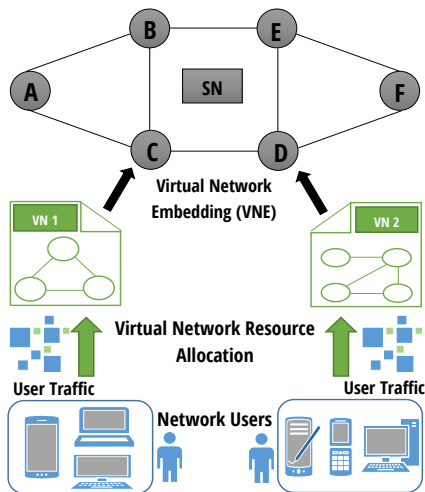 B
E
A
SN
F
C
D
Virtual Network
Embedding (VNE)
VN 1
VN 2
Virtual Network Resource
Allocation
User Traffic
User Traffic
Network Users